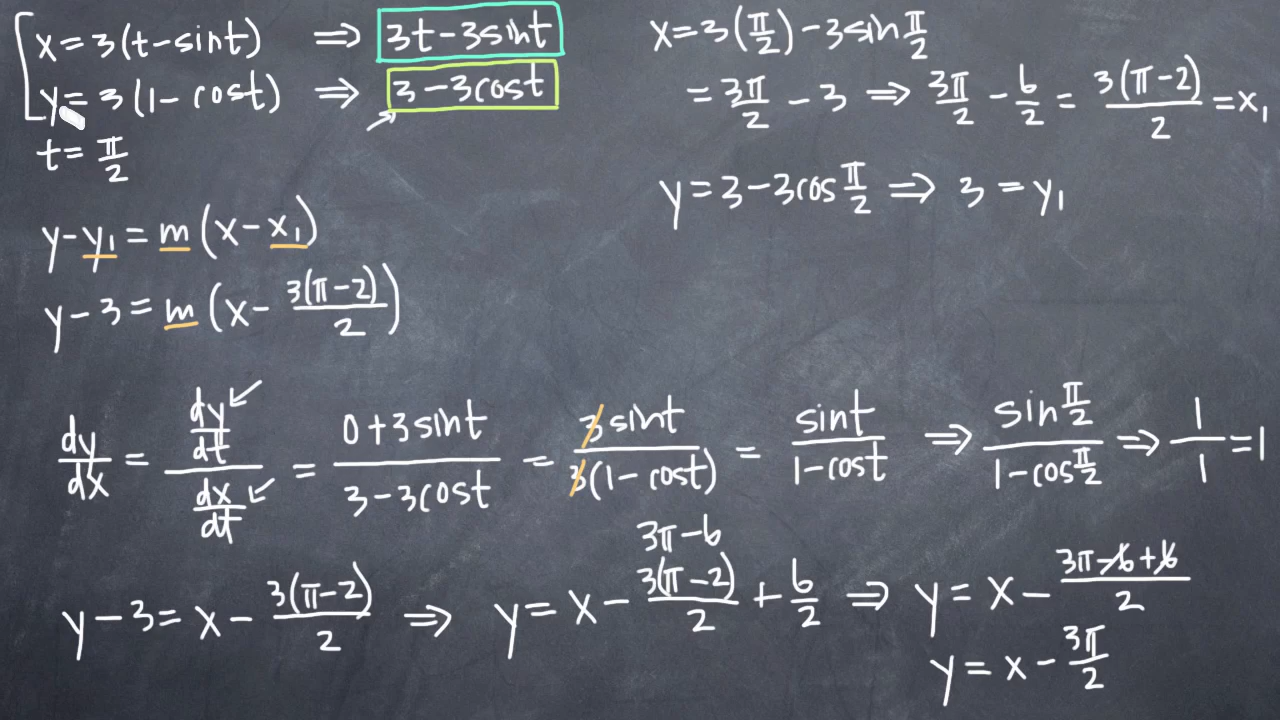 x = 3(t - sint) ⇒ 3t - 3sint
y = 3(1 - cost) ⇒ 3 - 3cost
t = π/2
y - y₁ = m(x - x₁)
y - 3 = m(x - 3(π-2)/2)
x = 3(π/2) - 3sin π/2
= 3π/2 - 3 ⇒ 3π/2 - 6/2 = 3(π-2)/2 = x₁
y = 3 - 3cos π/2 ⇒ 3 = y₁
dy/dx = (dy/dt)/(dx/dt) = (0 + 3sint)/(3 - 3cost) = 3sint/3(1 - cost) = sint/(1 - cost) ⇒ (sin π/2)/(1 - cos π/2) ⇒ 1/1 = 1
3π - 6
y - 3 = x - 3(π-2)/2 ⇒ y = x - 3(π-2)/2 + 6/2 ⇒ y = x - (3π - 6 + 6)/2
y = x - 3π/2